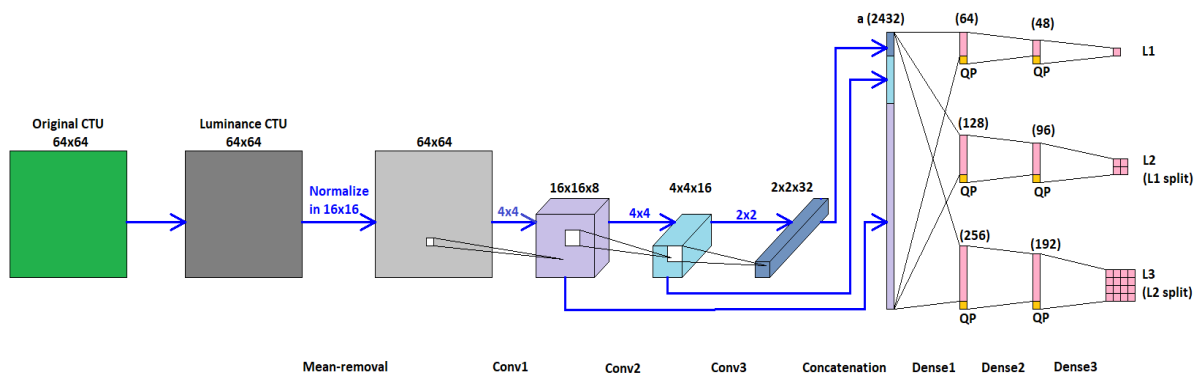 Original CTU
64x64
Luminance CTU
64x64
Normalize
in 16x16
64x64
4x4
16x16x8
4x4
4x4x16
2x2
2x2x32
a (2432)
(64)
QP
(48)
QP
L1
(128)
QP
(96)
QP
L2
(L1 split)
(256)
QP
(192)
QP
L3
(L2 split)
Mean-removal
Conv1
Conv2
Conv3
Concatenation
Dense1
Dense2
Dense3